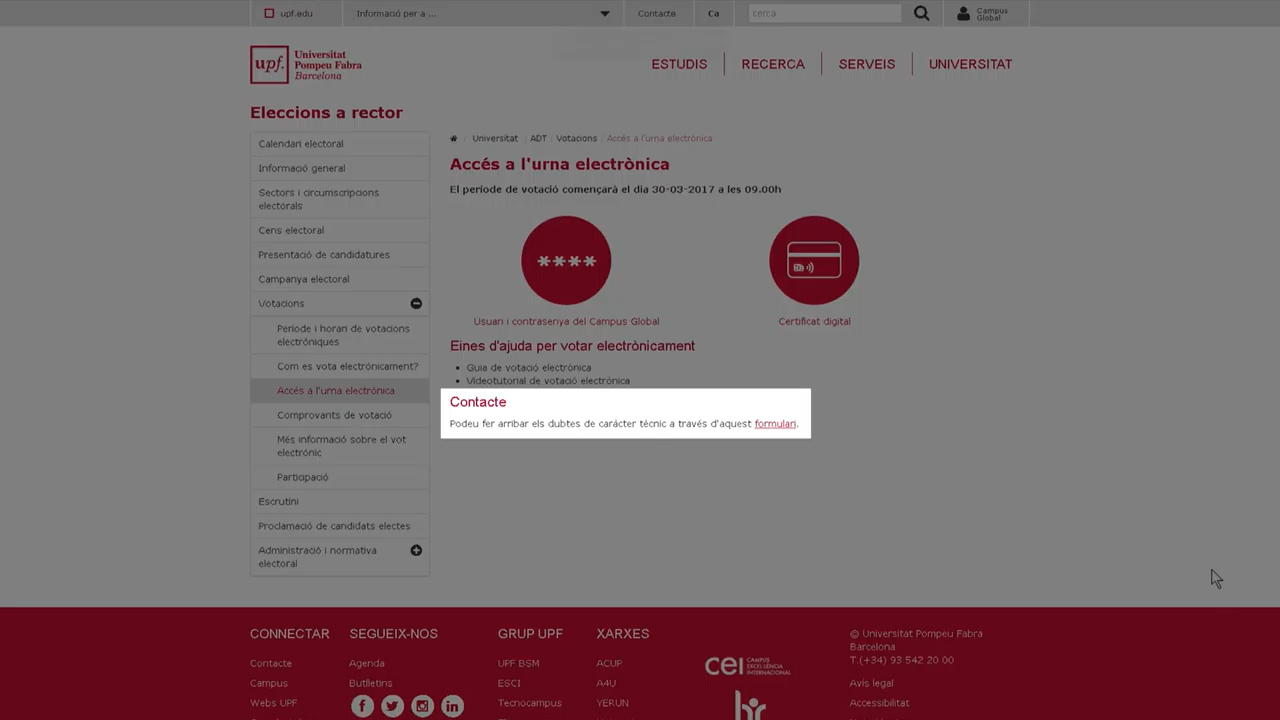 upf.edu
Informació per a ...
Contacte
Ca
cerca
Campus
Global
upf.
Universitat
Pompeu Fabra
Barcelona
ESTUDIS
RECERCA
SERVEIS
UNIVERSITAT
Eleccions a rector
Calendari electoral
Informació general
Sectors i circumscripcions
electorals
Cens electoral
Presentació de candidatures
Campanya electoral
Votacions
Període i horari de votacions
electròniques
Com es vota electrònicament?
Accés a l'urna electrònica
Comprovants de votació
Més informació sobre el vot
electrònic
Participació
Escrutini
Proclamació de candidats electes
Administració i normativa
electoral
Universitat / ADT / Votacions / Accés a l'urna electrònica
Accés a l'urna electrònica
El període de votació començarà el dia 30-03-2017 a les 09.00h
****
Usuari i contrasenya del Campus Global
Certificat digital
Eines d'ajuda per votar electrònicament
• Guia de votació electrònica
• Videotutorial de votació electrònica
Contacte
Podeu fer arribar els dubtes de caràcter tècnic a través d'aquest formulari.
CONNECTAR
Contacte
Campus
Webs UPF
SEGUEIX-NOS
Agenda
Butlletins
GRUP UPF
UPF BSM
ESCI
Tecnocampus
XARXES
ACUP
A4U
YERUN
cei CAMPUS
EXCEL·LÈNCIA
INTERNACIONAL
hr
© Universitat Pompeu Fabra
Barcelona
T.(+34) 93 542 20 00
Avís legal
Accessibilitat